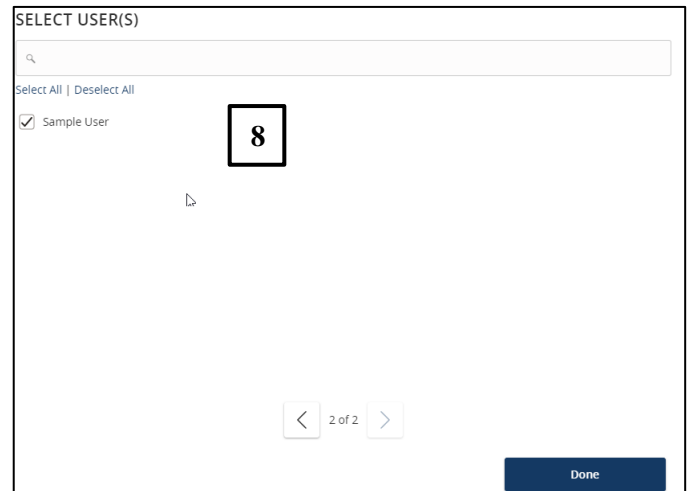 SELECT USER(S)
Select All | Deselect All
Sample User
8
2 of 2
Done